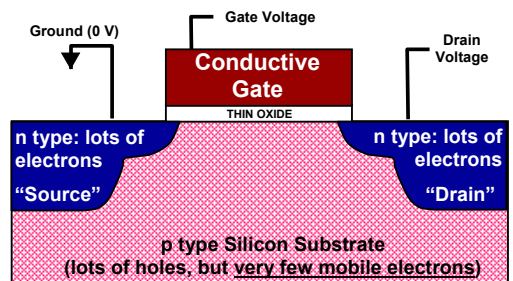 Gate Voltage
Ground (0 V)
Drain
Voltage
Conductive
Gate
THIN OXIDE
n type: lots of
electrons
“Source”
n type: lots of
electrons
“Drain”
p type Silicon Substrate
(lots of holes, but very few mobile electrons)